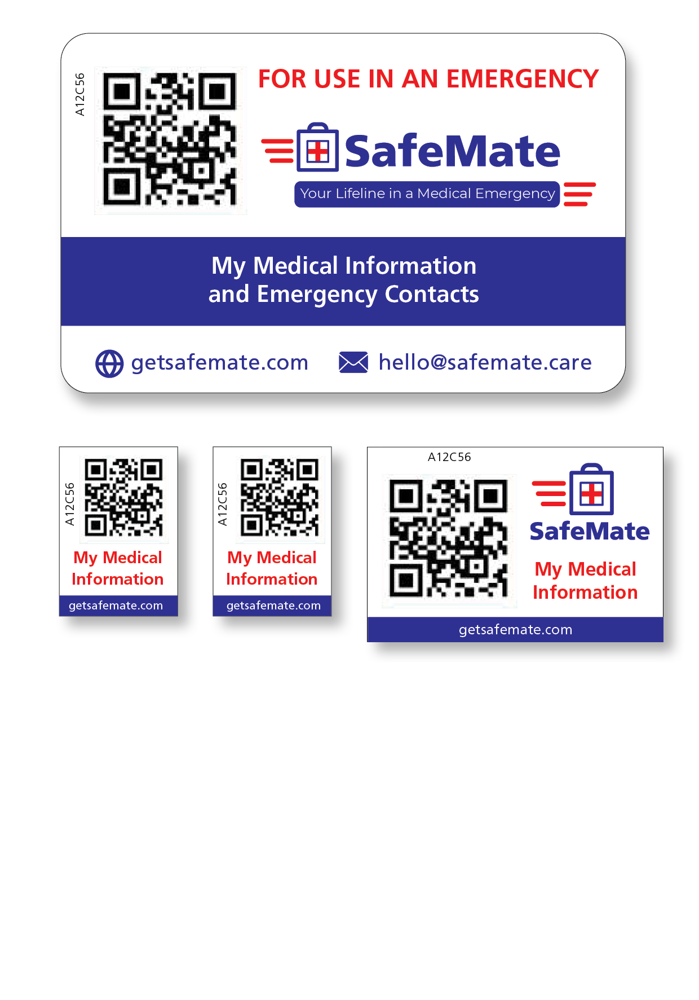 A12C56
FOR USE IN AN EMERGENCY
SafeMate
Your Lifeline in a Medical Emergency
My Medical Information
and Emergency Contacts
getsafemate.com
hello@safemate.care
A12C56
My Medical
Information
getsafemate.com
A12C56
My Medical
Information
getsafemate.com
A12C56
SafeMate
My Medical
Information
getsafemate.com